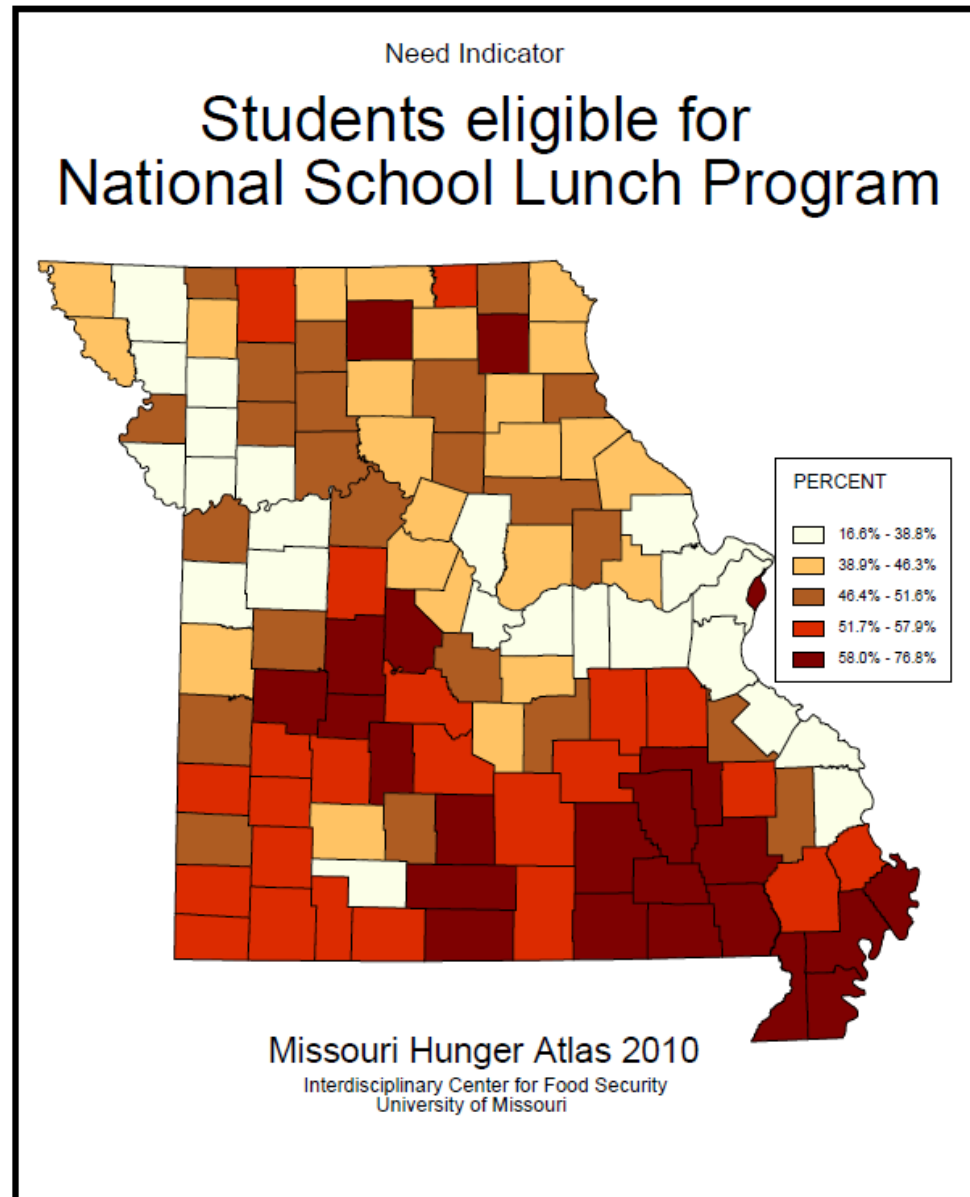 Need Indicator
Students eligible for
National School Lunch Program
PERCENT
16.6% - 38.8%
38.9% - 46.3%
46.4% - 51.6%
51.7% - 57.9%
58.0% - 76.8%
Missouri Hunger Atlas 2010
Interdisciplinary Center for Food Security
University of Missouri